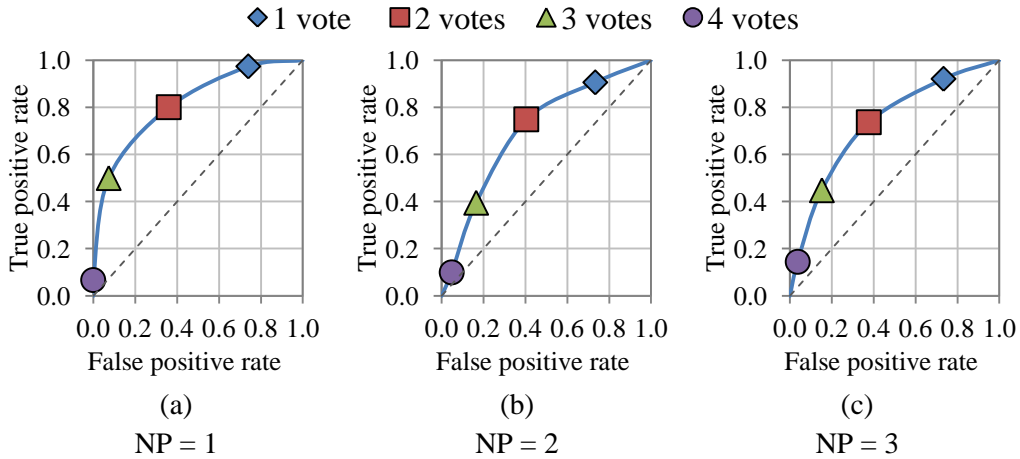 1 vote 2 votes 3 votes 4 votes
True positive rate
1.0
0.8
0.6
0.4
0.2
0.0
0.0 0.2 0.4 0.6 0.8 1.0
False positive rate
(a)
NP = 1
True positive rate
1.0
0.8
0.6
0.4
0.2
0.0
0.0 0.2 0.4 0.6 0.8 1.0
False positive rate
(b)
NP = 2
True positive rate
1.0
0.8
0.6
0.4
0.2
0.0
0.0 0.2 0.4 0.6 0.8 1.0
False positive rate
(c)
NP = 3